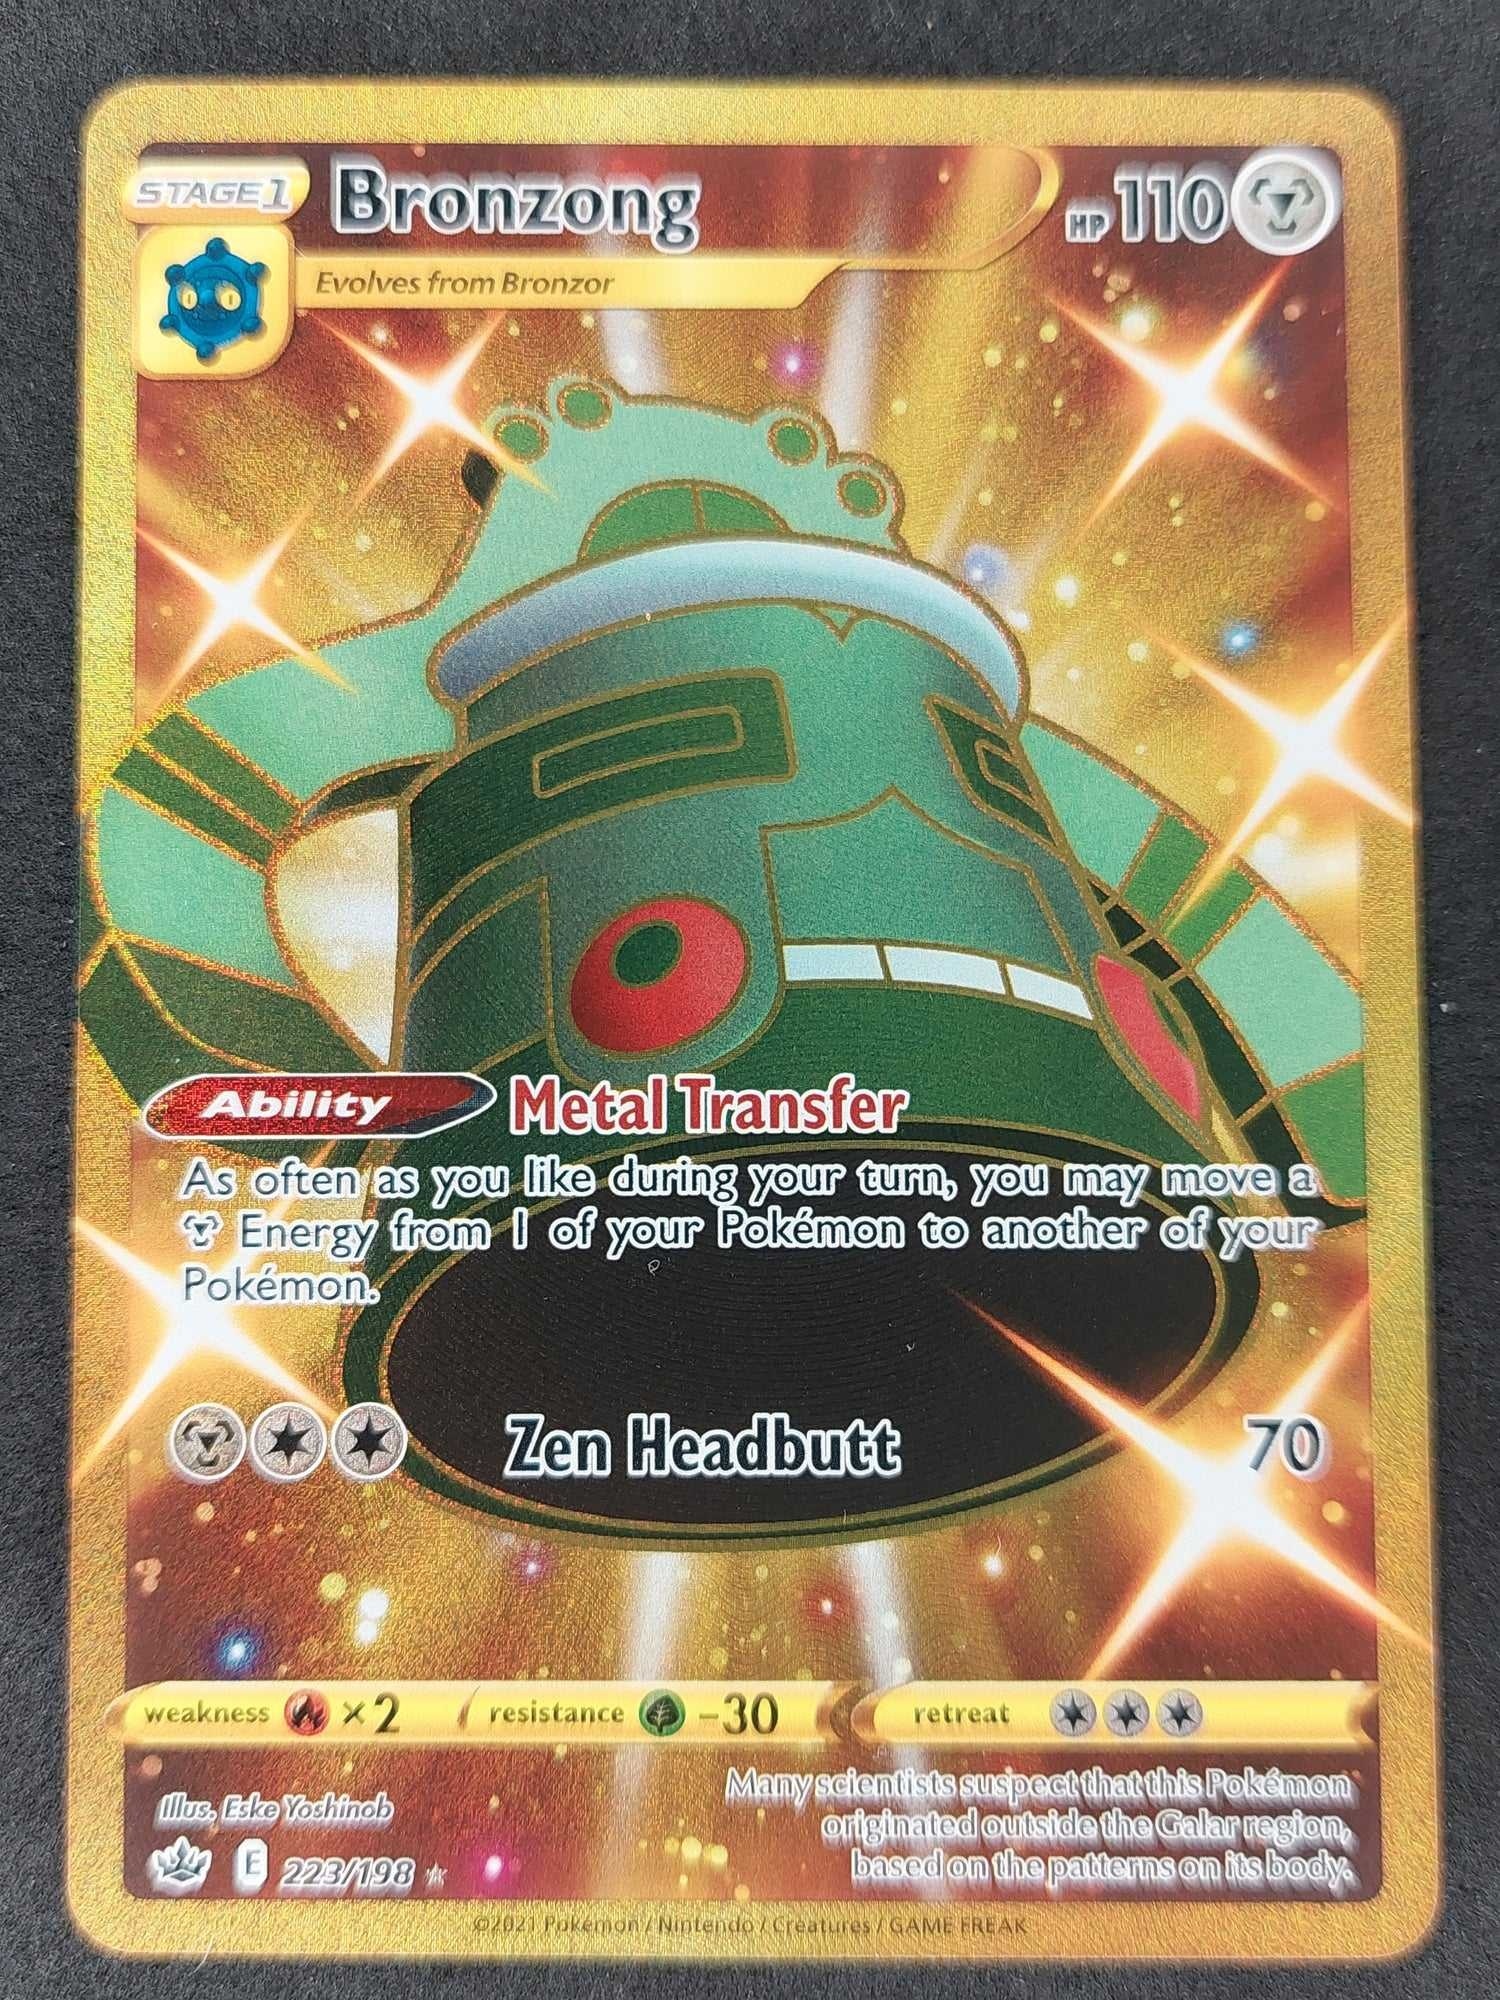 STAGE 1
Bronzong
HP 110
Evolves from Bronzor
Ability Metal Transfer
As often as you like during your turn, you may move a
Energy from 1 of your Pokémon to another of your
Pokémon.
Zen Headbutt 70
weakness ×2 resistance -30 retreat
Many scientists suspect that this Pokémon
originated outside the Galar region,
based on the patterns on its body.
Illus. Eske Yoshinob
E 223/198
©2021 Pokémon / Nintendo / Creatures / GAME FREAK